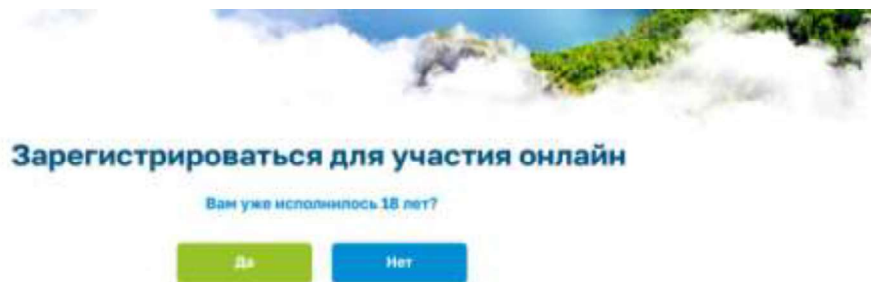 Зарегистрироваться для участия онлайн
Вам уже исполнилось 18 лет?
Да
Нет